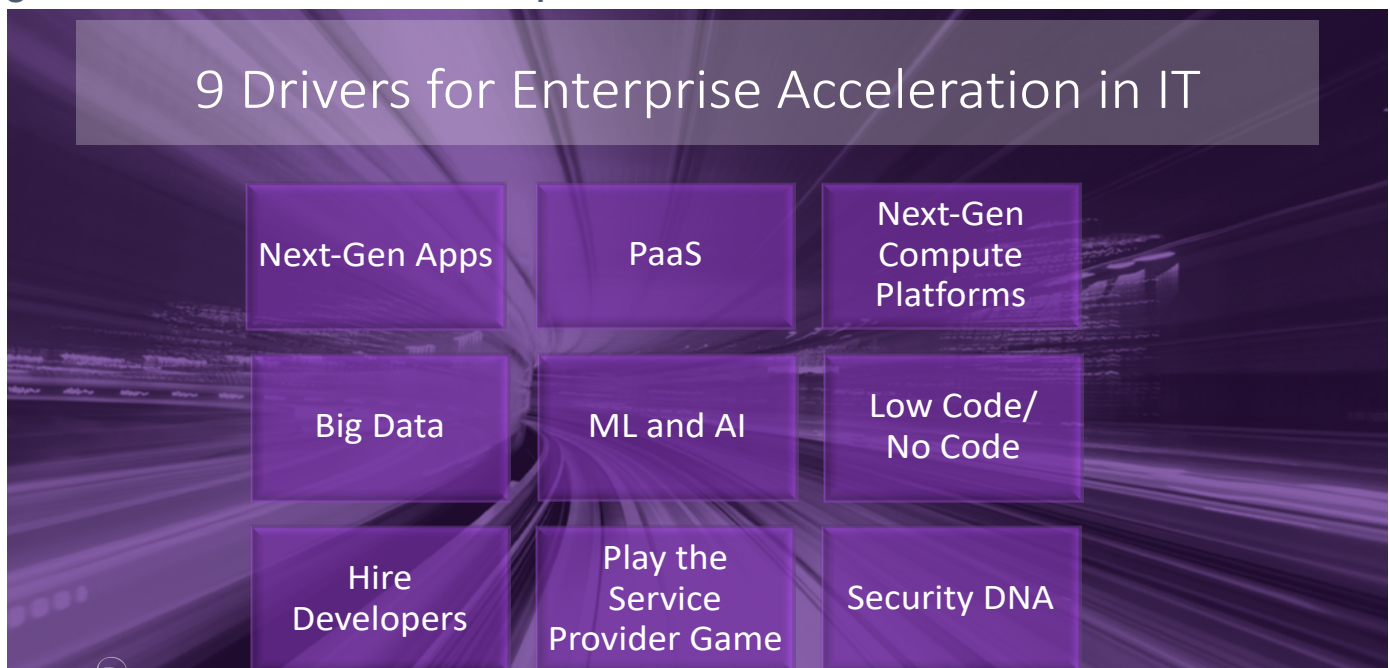 9 Drivers for Enterprise Acceleration in IT
Next-Gen Apps
PaaS
Next-Gen
Compute
Platforms
Big Data
ML and AI
Low Code/
No Code
Hire
Developers
Play the
Service
Provider Game
Security DNA